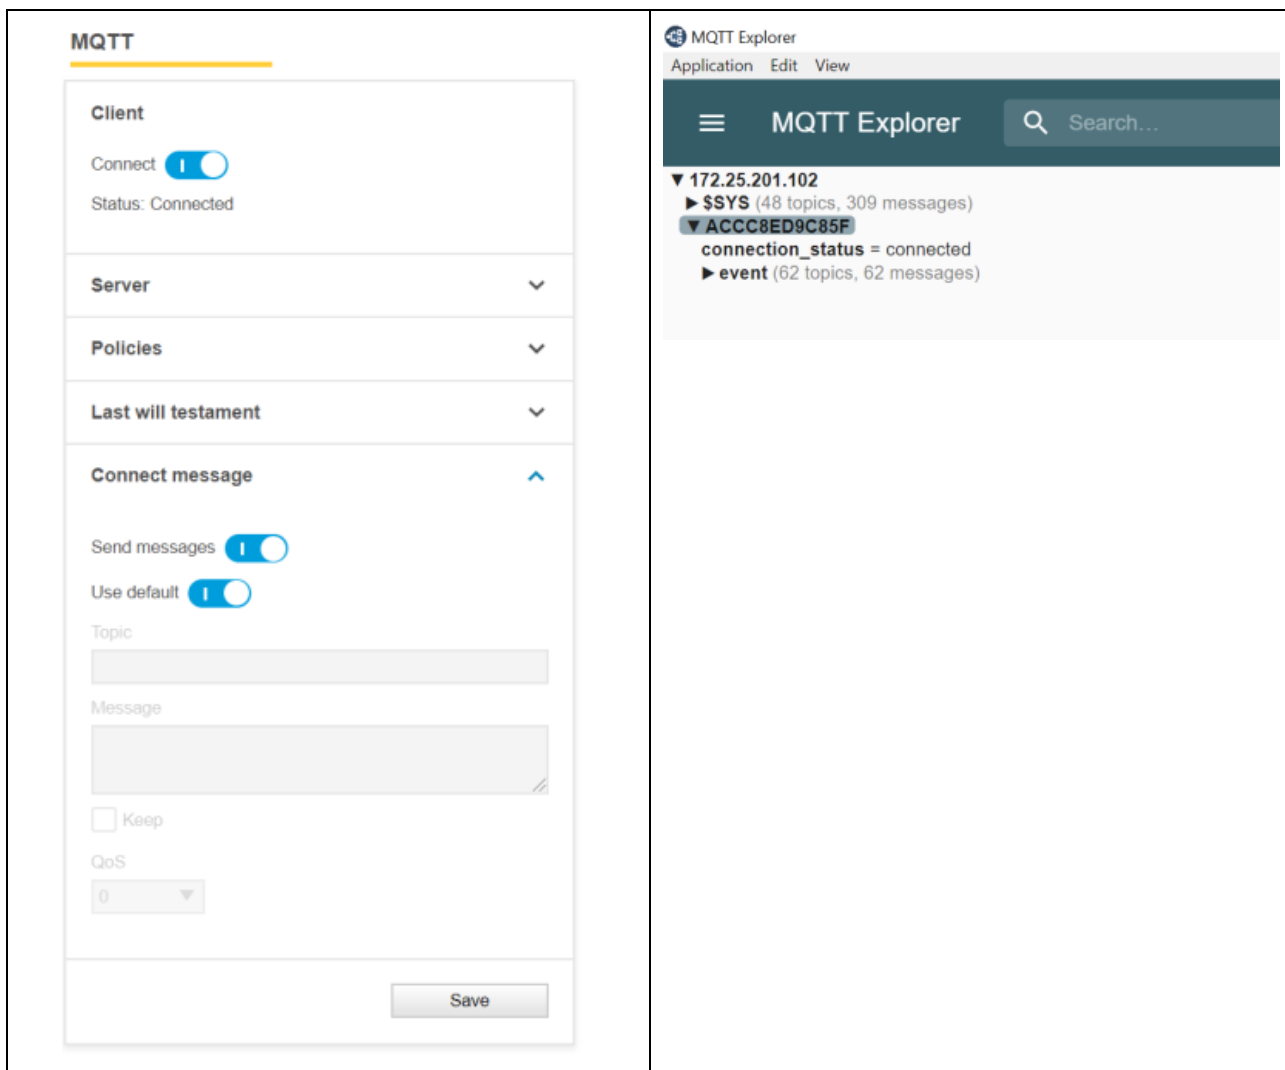 MQTT
Client
Connect
Status: Connected
Server
Policies
Last will testament
Connect message
Send messages
Use default
Topic
Message
Keep
QoS
0
Save
MQTT Explorer
Application Edit View
MQTT Explorer Search...
172.25.201.102
$SYS (48 topics, 309 messages)
ACCC8ED9C85F
connection_status = connected
event (62 topics, 62 messages)